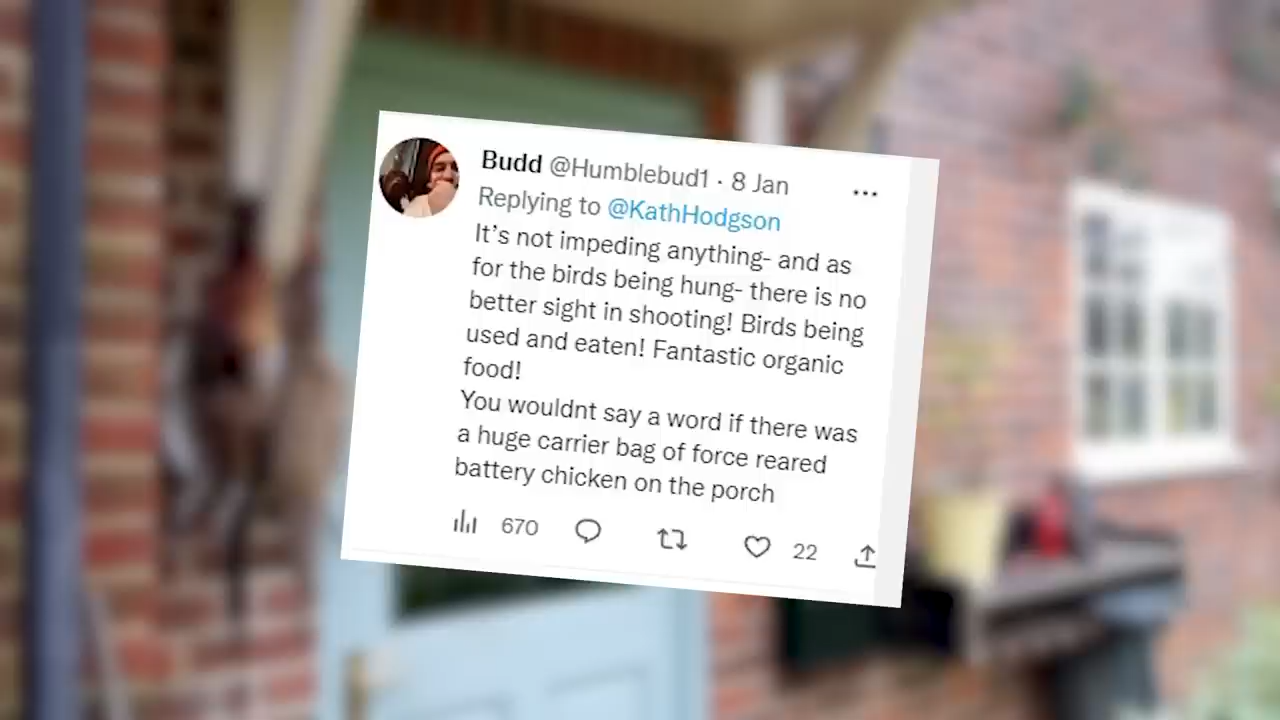 Budd @Humblebud1 · 8 Jan
Replying to @KathHodgson
It’s not impeding anything- and as
for the birds being hung- there is no
better sight in shooting! Birds being
used and eaten! Fantastic organic
food!
You wouldnt say a word if there was
a huge carrier bag of force reared
battery chicken on the porch
670
22